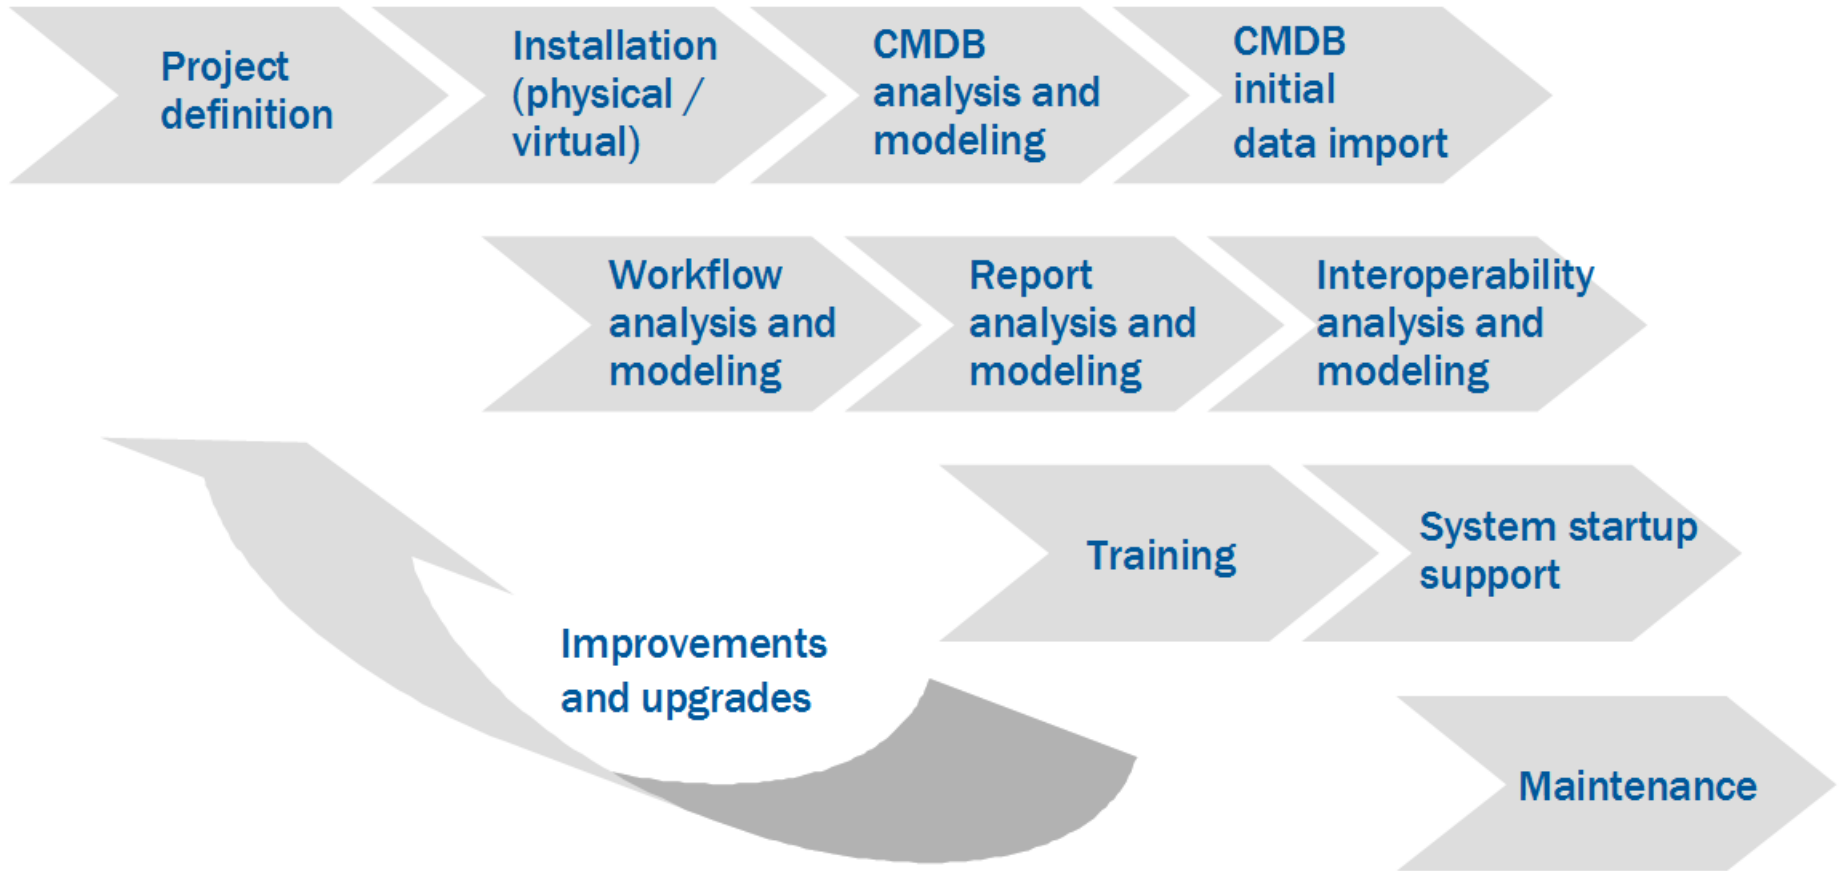 Project
definition
Installation
(physical /
virtual)
CMDB
analysis and
modeling
CMDB
initial
data import
Workflow
analysis and
modeling
Report
analysis and
modeling
Interoperability
analysis and
modeling
Training
System startup
support
Improvements
and upgrades
Maintenance